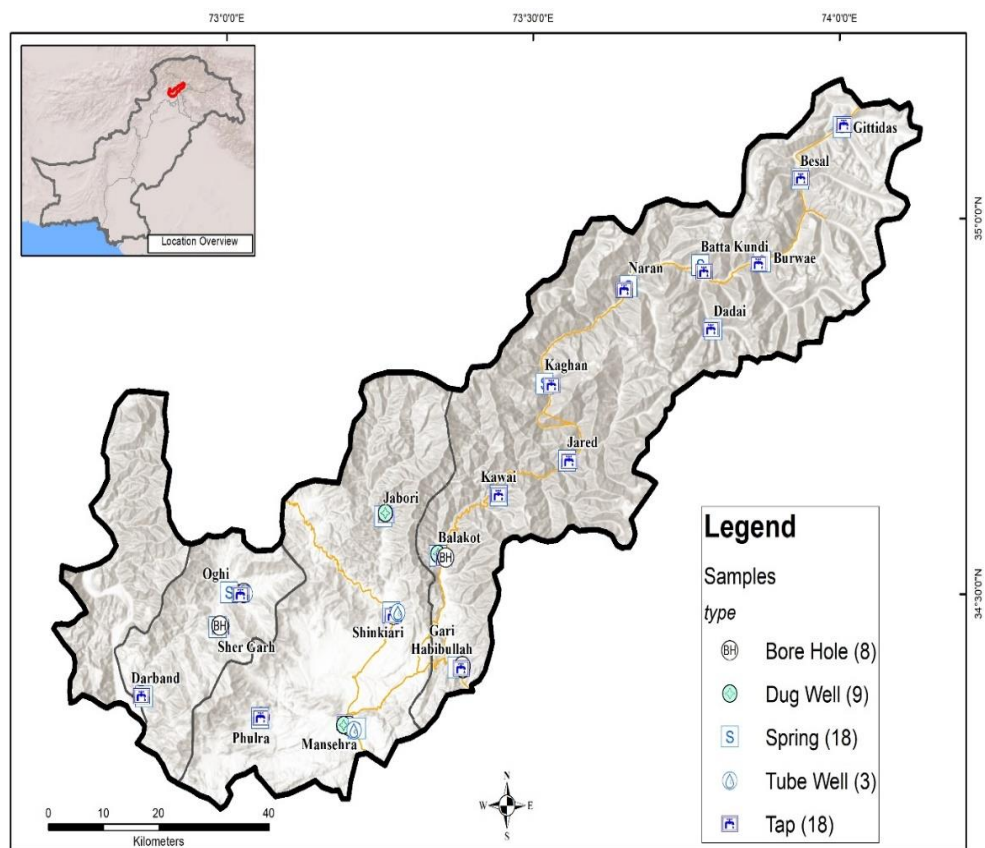 73°0'0"E
73°30'0"E
74°0'0"E
Location Overview
Gittidas
Besal
35°0'0"N
Batta Kundi
Burwae
Naran
Dadai
Kaghan
Jared
Kawai
Jabori
Balakot
BH
Oghi
S
34°30'0"N
BH
Sher Garh
Shinkiari
Gari
Habibullah
Darband
Phulra
Mansehra
Legend
Samples
type
BH Bore Hole (8)
Dug Well (9)
S Spring (18)
Tube Well (3)
Tap (18)
N
W E
S
0 10 20 40
Kilometers